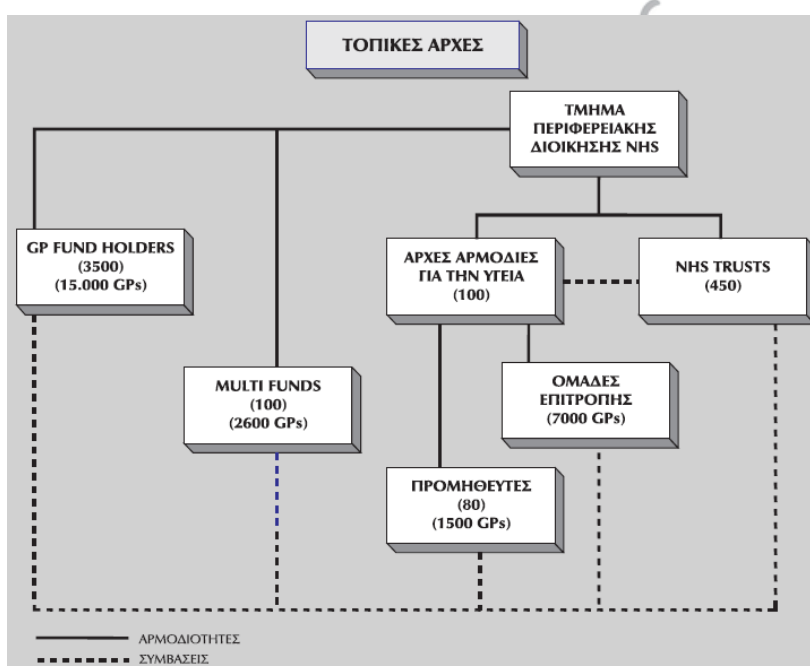 ΤΟΠΙΚΕΣ ΑΡΧΕΣ
ΤΜΗΜΑ
ΠΕΡΙΦΕΡΕΙΑΚΗΣ
ΔΙΟΙΚΗΣΗΣ NHS
GP FUND HOLDERS
(3500)
(15.000 GPs)
ΑΡΧΕΣ ΑΡΜΟΔΙΕΣ
ΓΙΑ ΤΗΝ ΥΓΕΙΑ
(100)
NHS TRUSTS
(450)
MULTI FUNDS
(100)
(2600 GPs)
ΟΜΑΔΕΣ
ΕΠΙΤΡΟΠΗΣ
(7000 GPs)
ΠΡΟΜΗΘΕΥΤΕΣ
(80)
(1500 GPs)
ΑΡΜΟΔΙΟΤΗΤΕΣ
ΣΥΜΒΑΣΕΙΣ